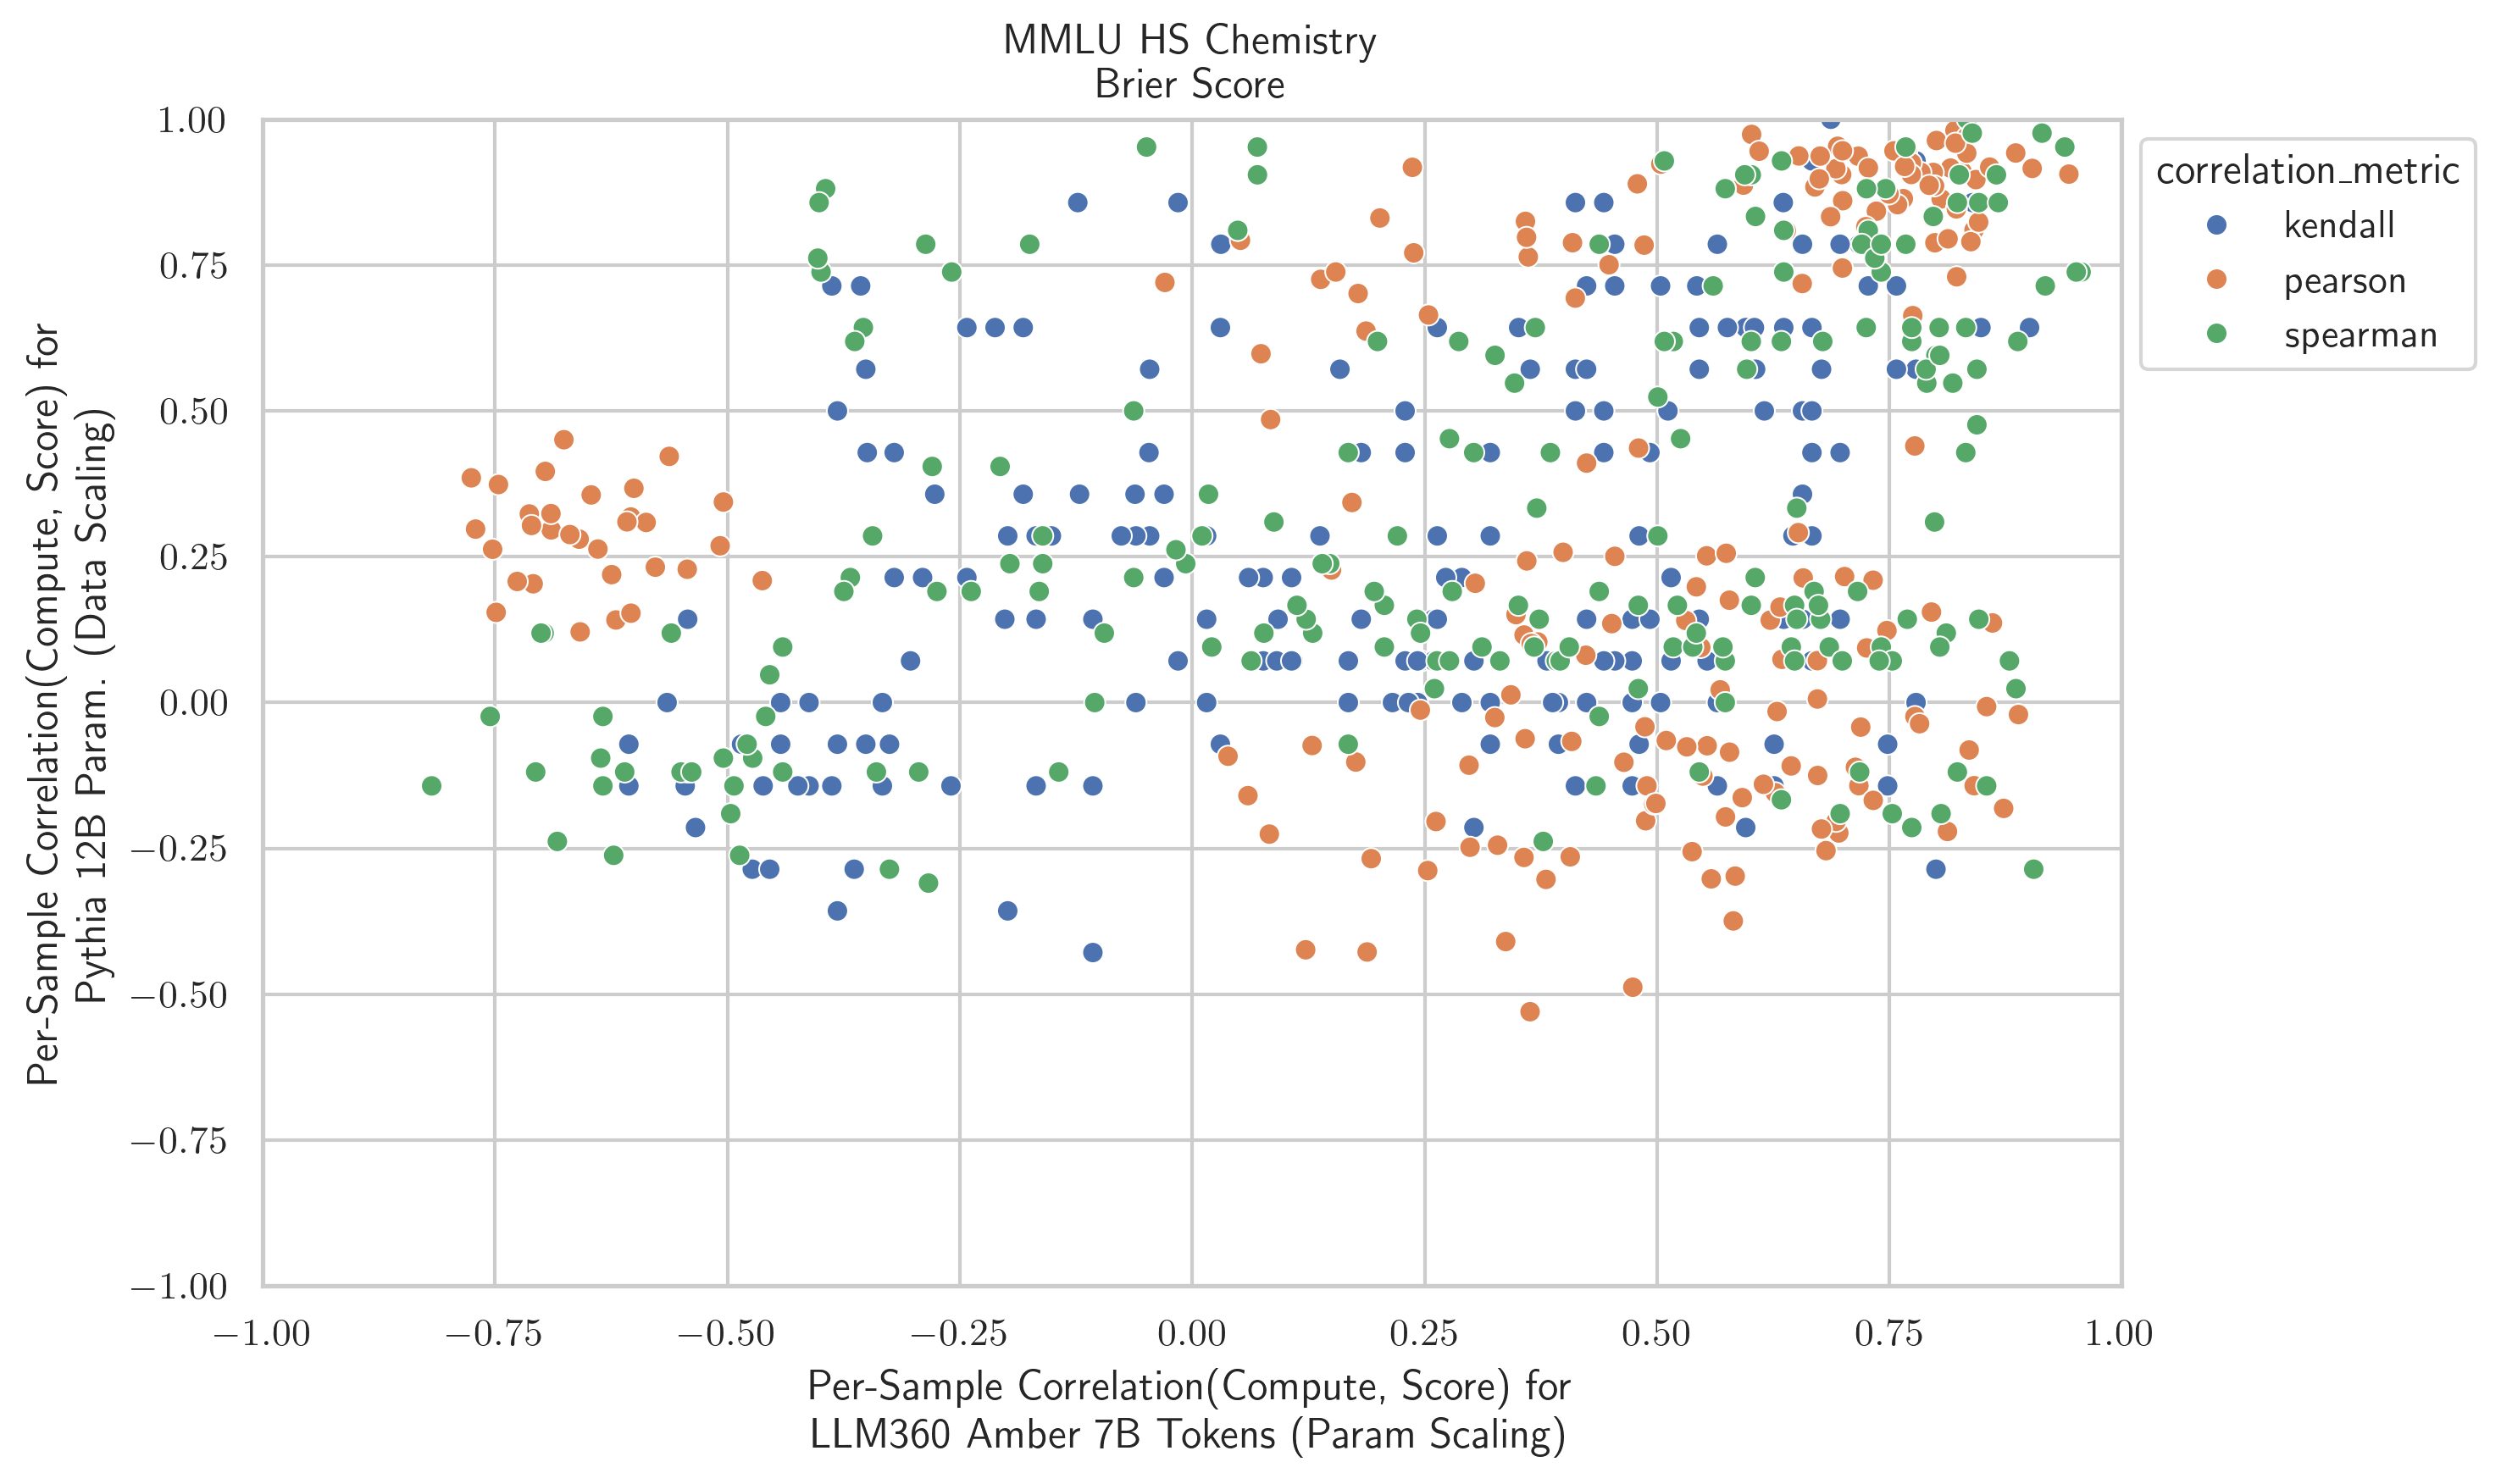 MMLU HS Chemistry
Brier Score
Per-Sample Correlation(Compute, Score) for
Pythia 12B Param. (Data Scaling)
1.00
0.75
0.50
0.25
0.00
−0.25
−0.50
−0.75
−1.00
correlation_metric
kendall
pearson
spearman
−1.00 −0.75 −0.50 −0.25 0.00 0.25 0.50 0.75 1.00
Per-Sample Correlation(Compute, Score) for
LLM360 Amber 7B Tokens (Param Scaling)